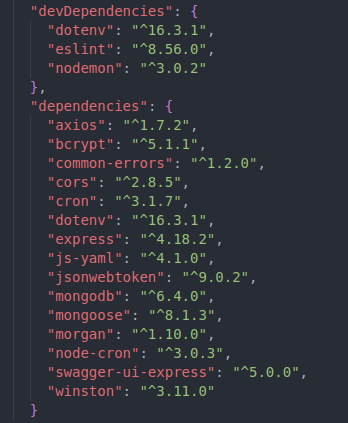 "devDependencies": {
"dotenv": "^16.3.1",
"eslint": "^8.56.0",
"nodemon": "^3.0.2"
},
"dependencies": {
"axios": "^1.7.2",
"bcrypt": "^5.1.1",
"common-errors": "^1.2.0",
"cors": "^2.8.5",
"cron": "^3.1.7",
"dotenv": "^16.3.1",
"express": "^4.18.2",
"js-yaml": "^4.1.0",
"jsonwebtoken": "^9.0.2",
"mongodb": "^6.4.0",
"mongoose": "^8.1.3",
"morgan": "^1.10.0",
"node-cron": "^3.0.3",
"swagger-ui-express": "^5.0.0",
"winston": "^3.11.0"
}